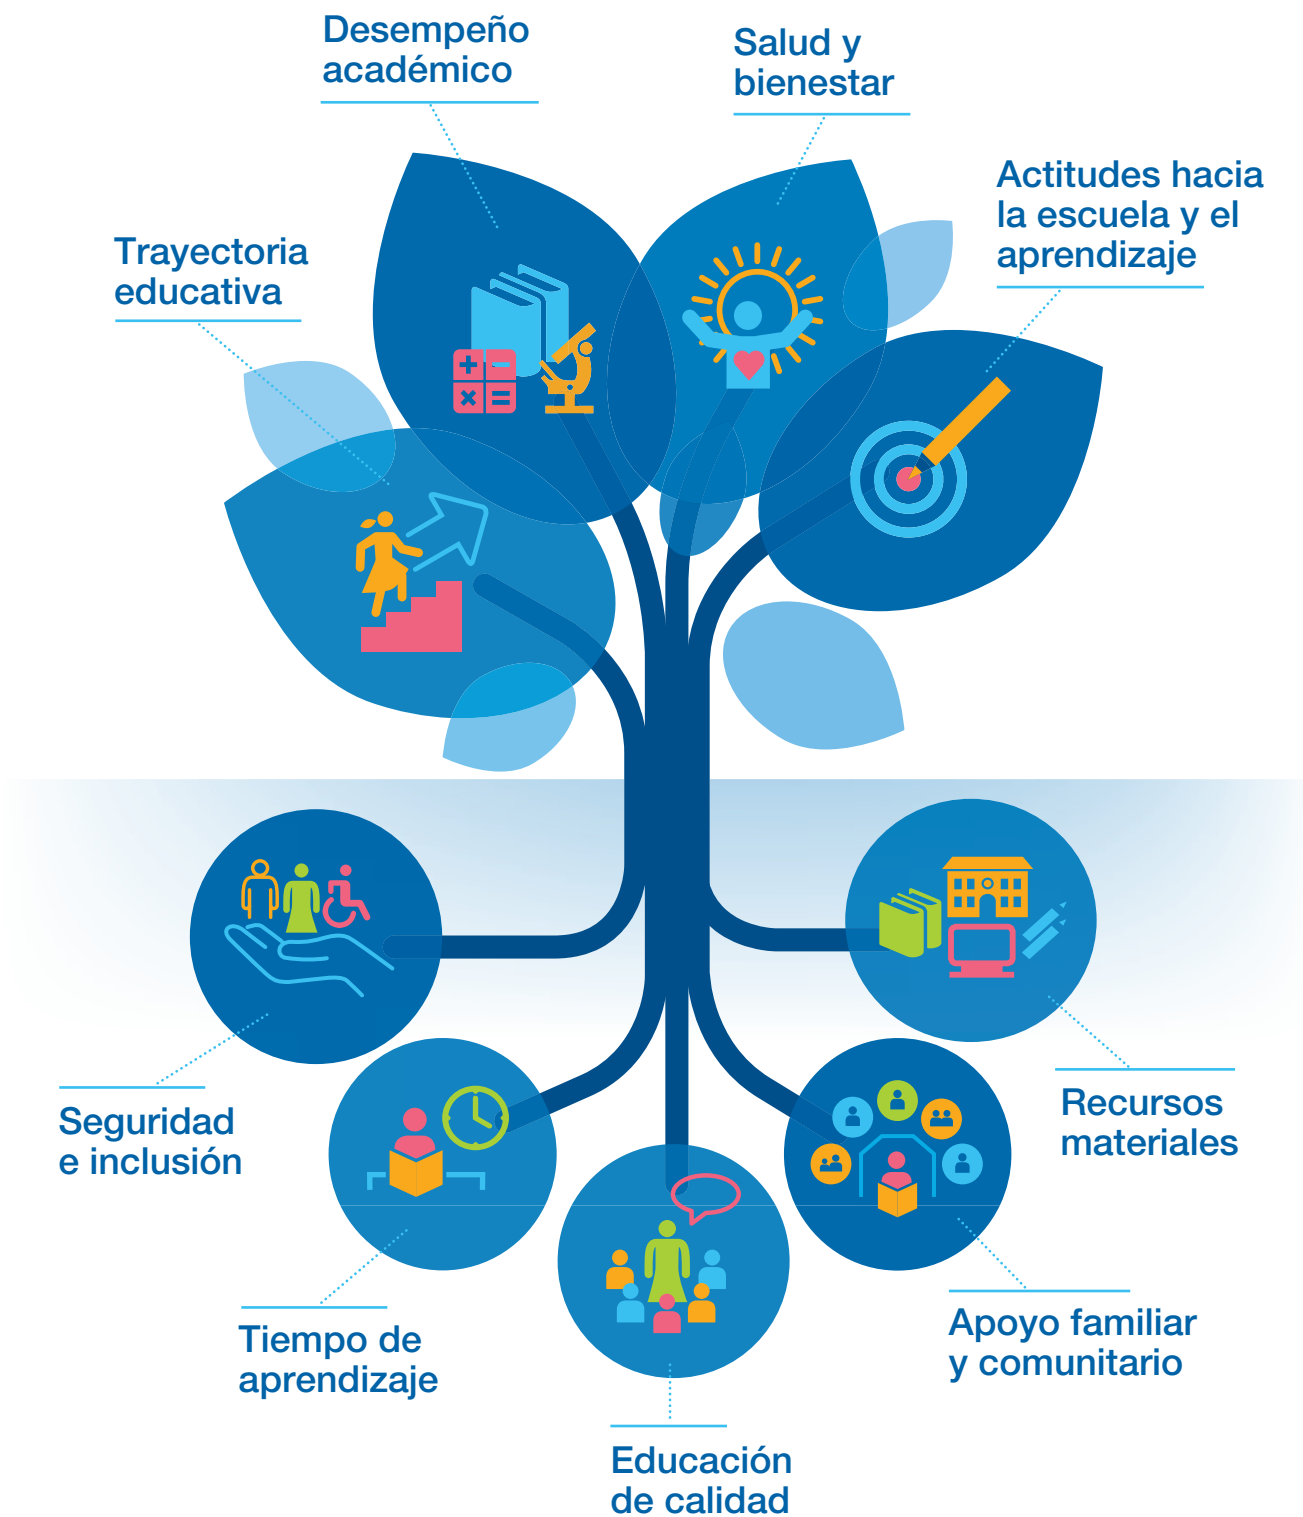 Desempeño
académico
Salud y
bienestar
Actitudes hacia
la escuela y el
aprendizaje
Trayectoria
educativa
Seguridad
e inclusión
Recursos
materiales
Tiempo de
aprendizaje
Apoyo familiar
y comunitario
Educación
de calidad